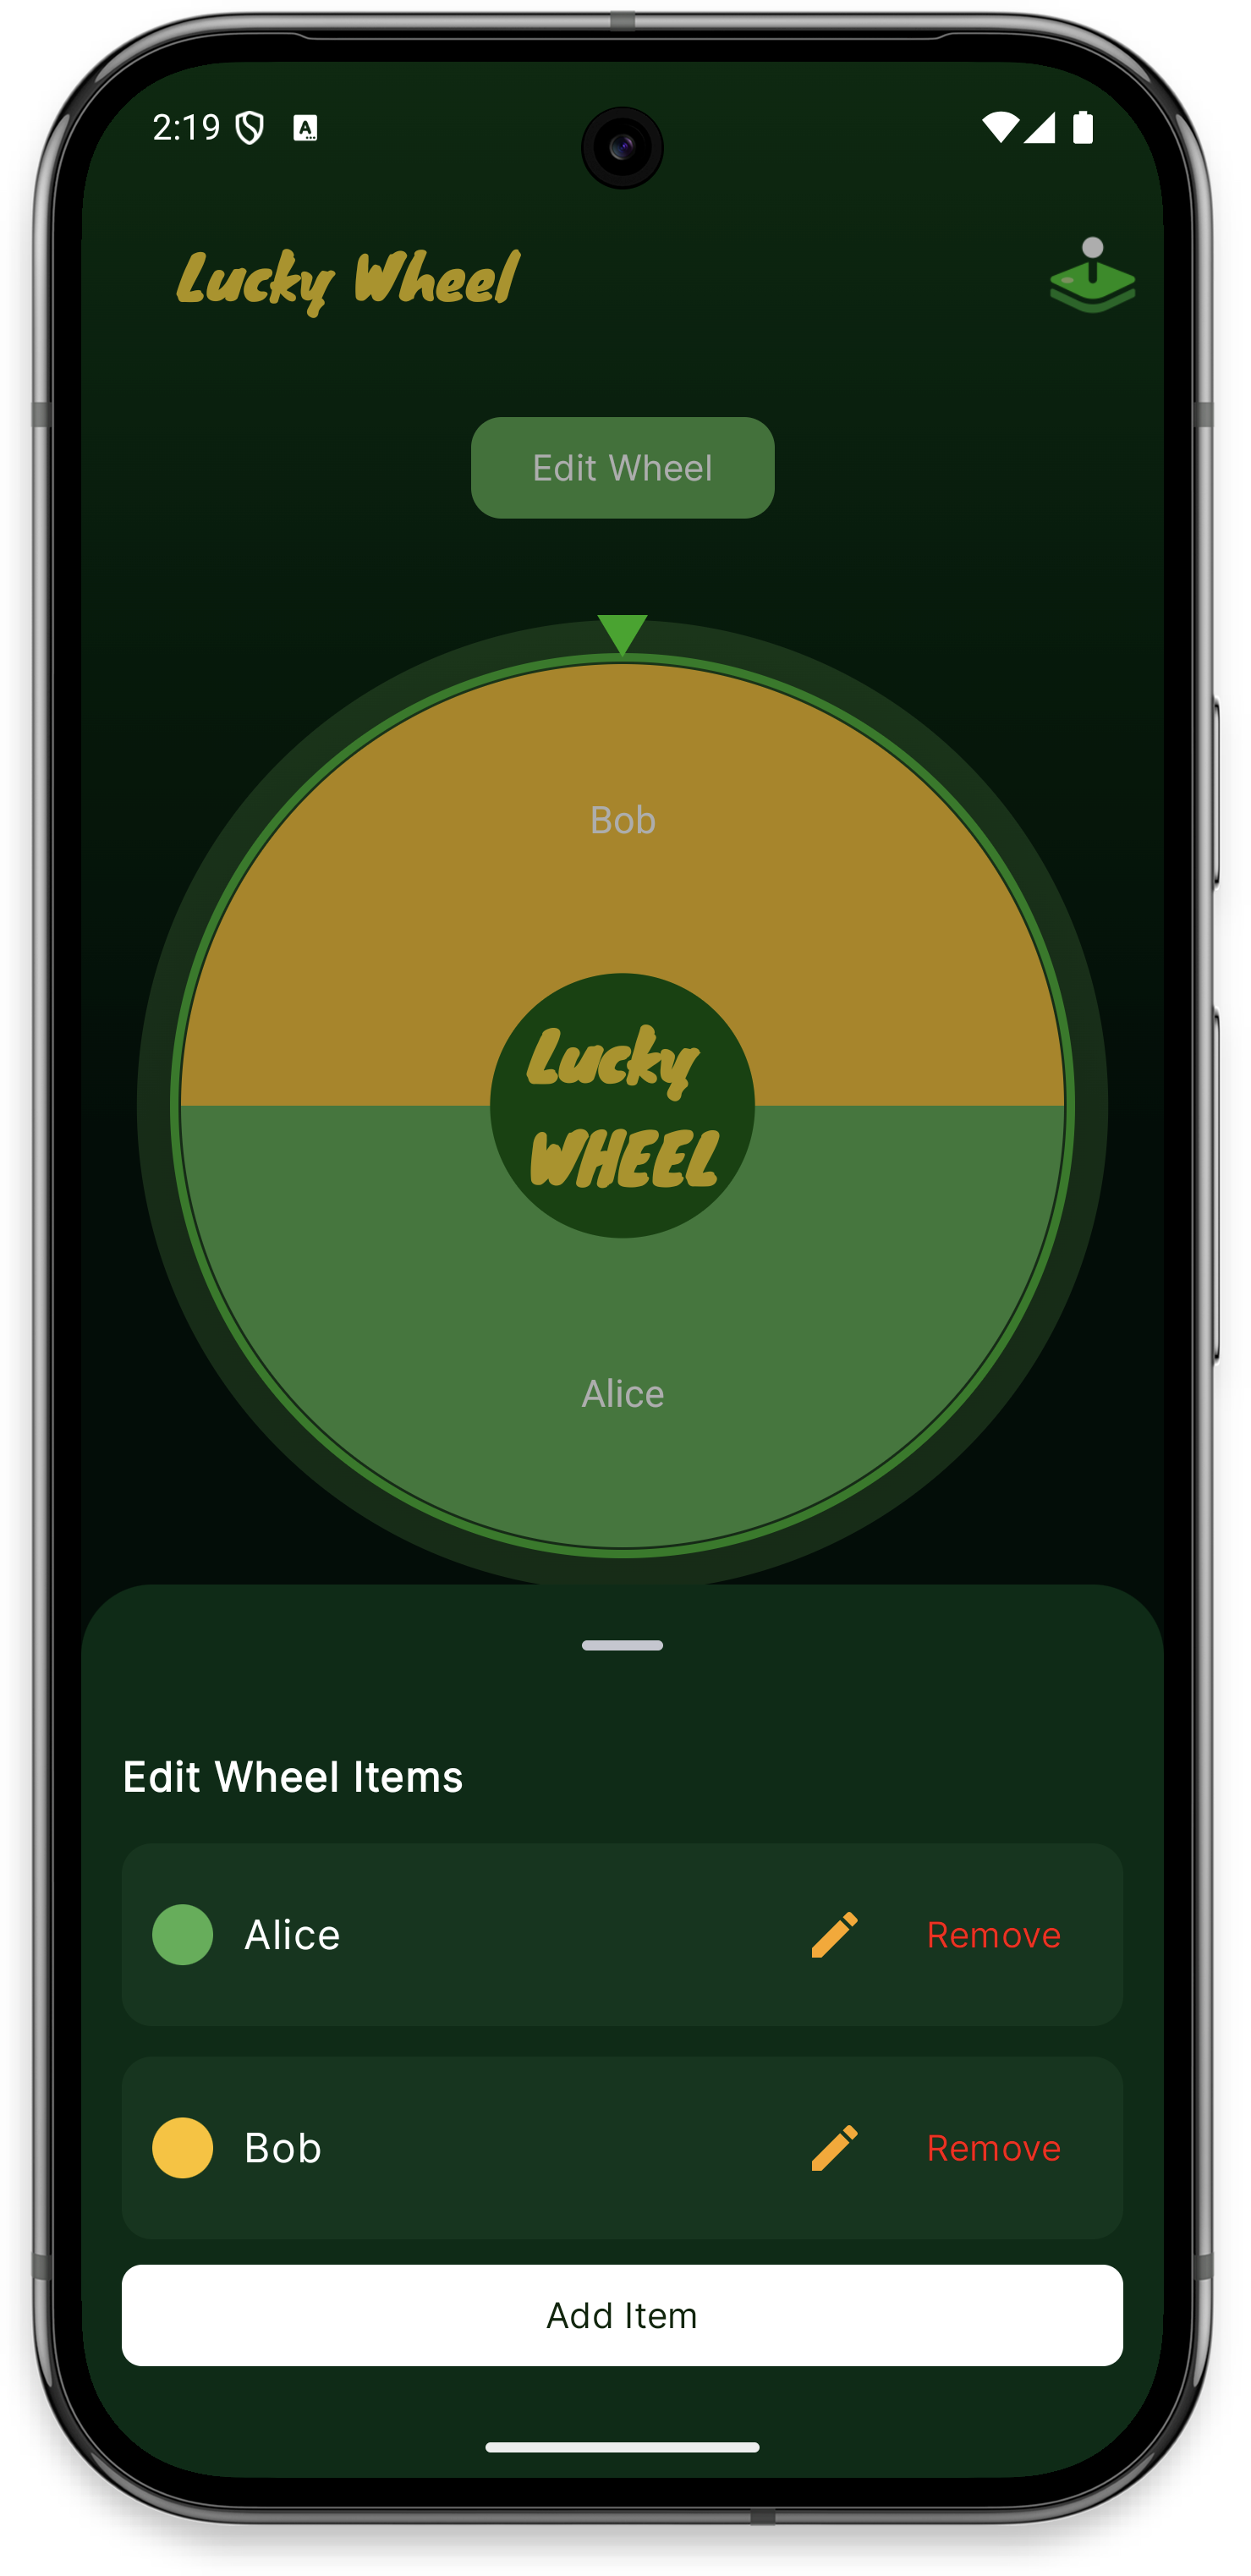 2:19
Lucky Wheel
Edit Wheel
Bob
Lucky
WHEEL
Alice
Edit Wheel Items
Alice Remove
Bob Remove
Add Item